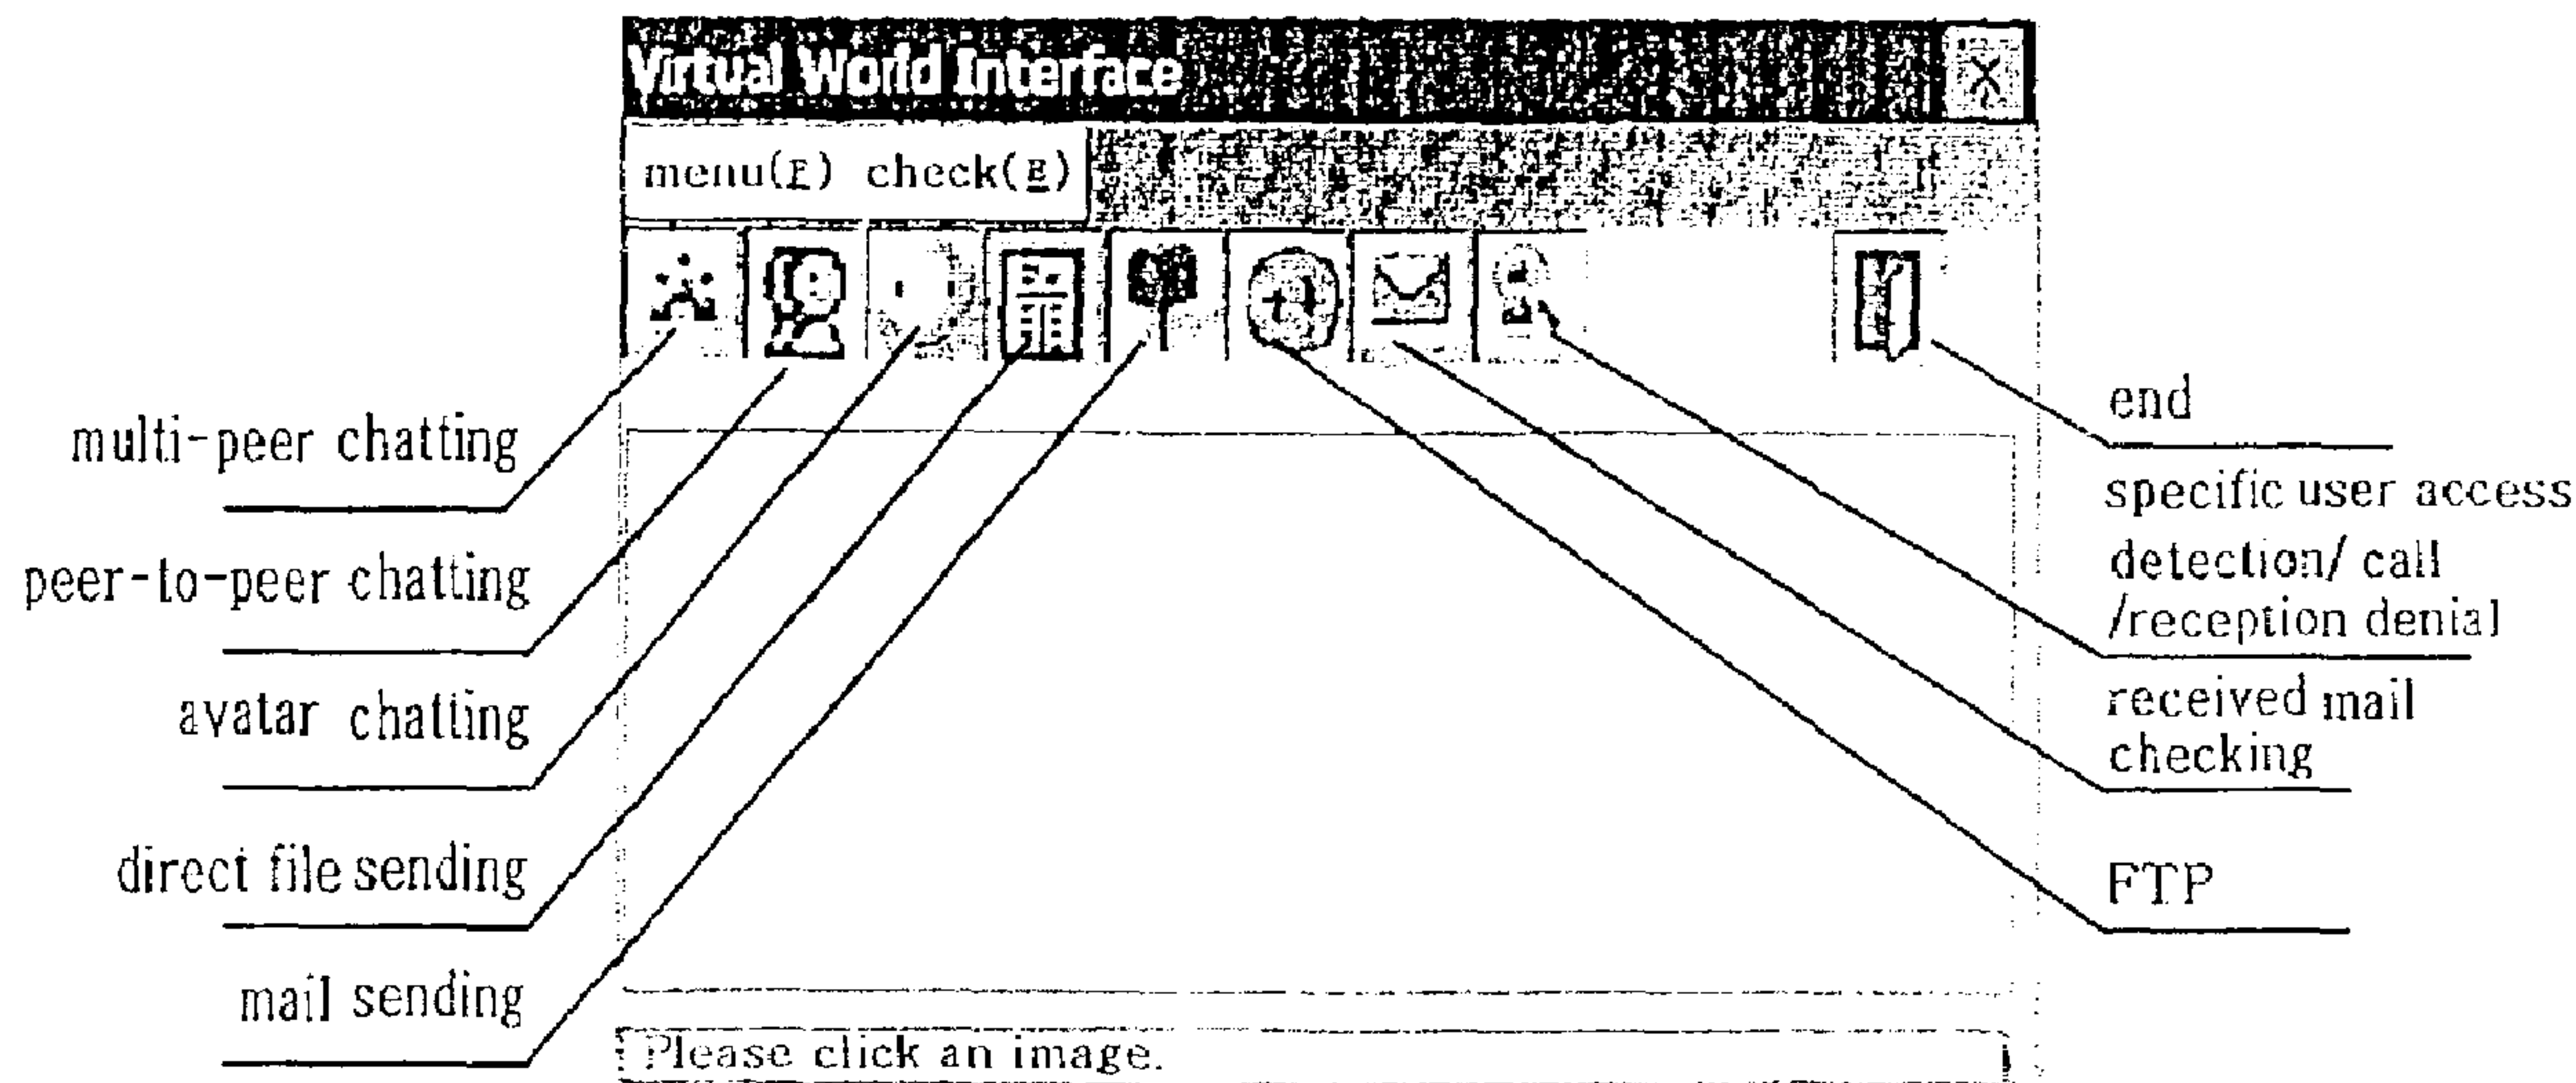 Virtual World Interface
menu(F) check(E)
multi-peer chatting
peer-to-peer chatting
avatar chatting
direct file sending
mail sending
end
specific user access
detection/ call
/reception denial
received mail
checking
FTP
Please click an image.